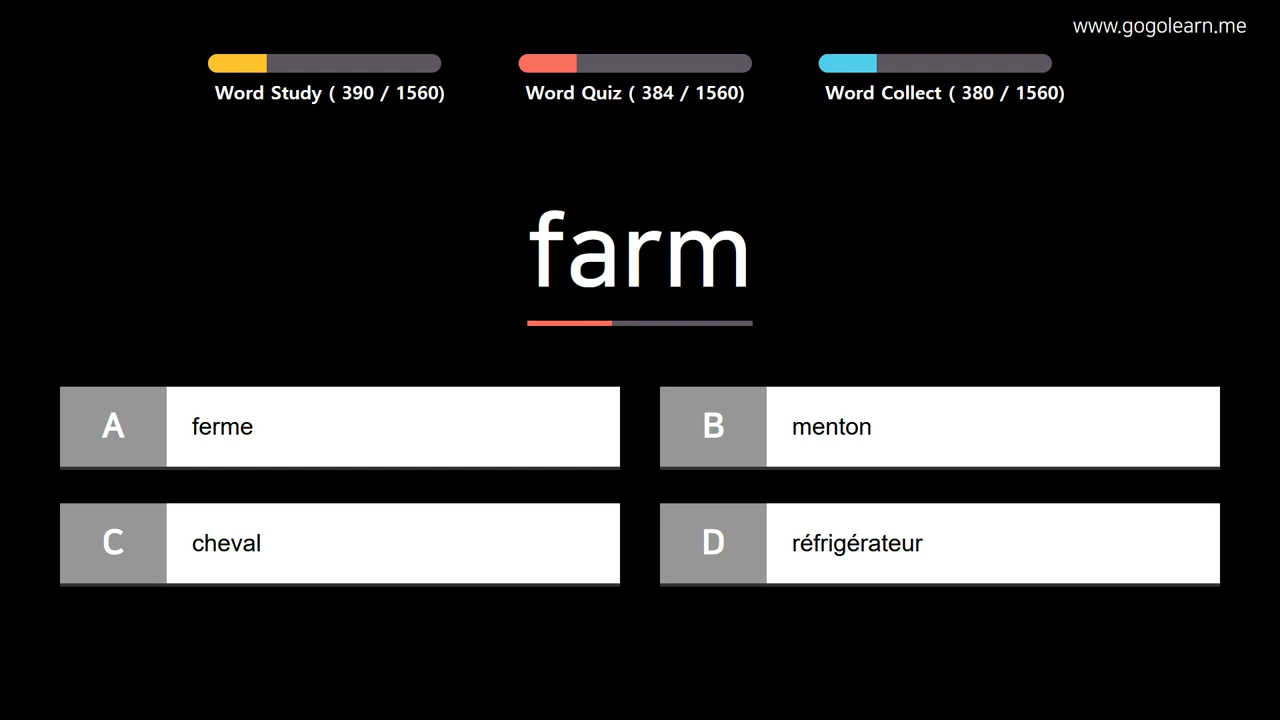 www.gogolearn.me
Word Study ( 390 / 1560)
Word Quiz ( 384 / 1560)
Word Collect ( 380 / 1560)
farm
A ferme
B menton
C cheval
D réfrigérateur